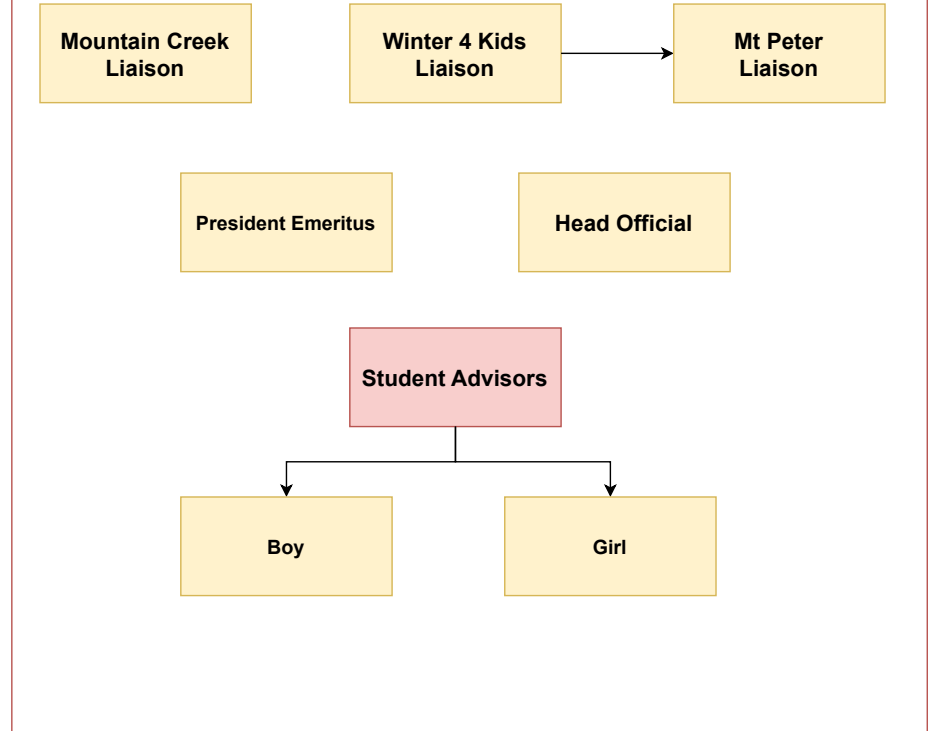 Mountain Creek
Liaison
Winter 4 Kids
Liaison
Mt Peter
Liaison
President Emeritus
Head Official
Student Advisors
Boy
Girl